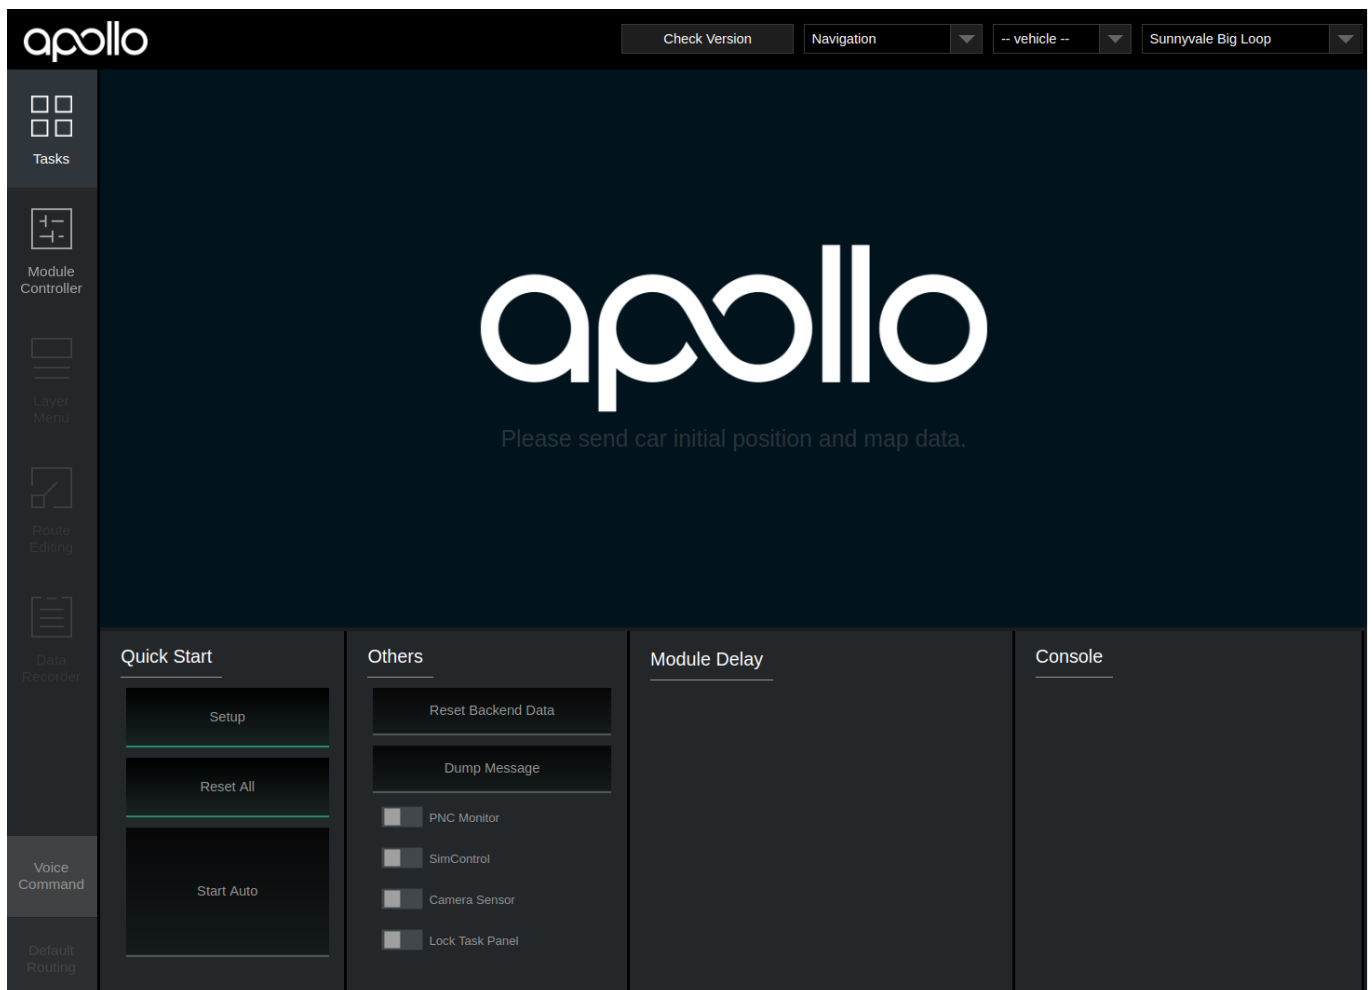 apollo
Check Version
Navigation
-- vehicle --
Sunnyvale Big Loop
Tasks
Module
Controller
Layer
Menu
Route
Editing
Data
Recorder
Voice
Command
Default
Routing
apollo
Please send car initial position and map data.
Quick Start
Setup
Reset All
Start Auto
Others
Reset Backend Data
Dump Message
PNC Monitor
SimControl
Camera Sensor
Lock Task Panel
Module Delay
Console